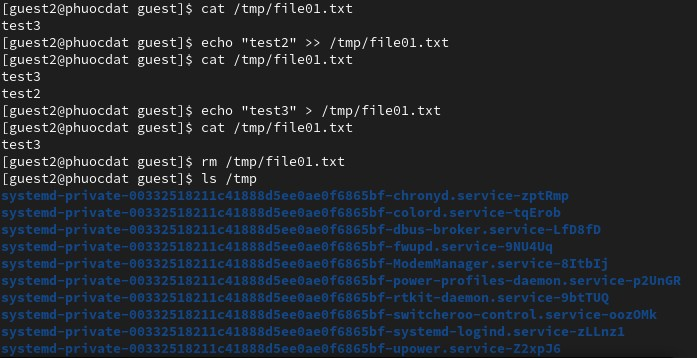 [guest2@phuocdat guest]$ cat /tmp/file01.txt
test3
[guest2@phuocdat guest]$ echo "test2" >> /tmp/file01.txt
[guest2@phuocdat guest]$ cat /tmp/file01.txt
test3
test2
[guest2@phuocdat guest]$ echo "test3" > /tmp/file01.txt
[guest2@phuocdat guest]$ cat /tmp/file01.txt
test3
[guest2@phuocdat guest]$ rm /tmp/file01.txt
[guest2@phuocdat guest]$ ls /tmp
systemd-private-00332518211c41888d5ee0ae0f6865bf-chronyd.service-zptRmp
systemd-private-00332518211c41888d5ee0ae0f6865bf-colord.service-tqErob
systemd-private-00332518211c41888d5ee0ae0f6865bf-dbus-broker.service-LfD8fD
systemd-private-00332518211c41888d5ee0ae0f6865bf-fwupd.service-9NU4Uq
systemd-private-00332518211c41888d5ee0ae0f6865bf-ModemManager.service-8ItbIj
systemd-private-00332518211c41888d5ee0ae0f6865bf-power-profiles-daemon.service-p2UnGR
systemd-private-00332518211c41888d5ee0ae0f6865bf-rtkit-daemon.service-9btTUQ
systemd-private-00332518211c41888d5ee0ae0f6865bf-switcheroo-control.service-oozOMk
systemd-private-00332518211c41888d5ee0ae0f6865bf-systemd-logind.service-zLLnz1
systemd-private-00332518211c41888d5ee0ae0f6865bf-upower.service-Z2xpJ6